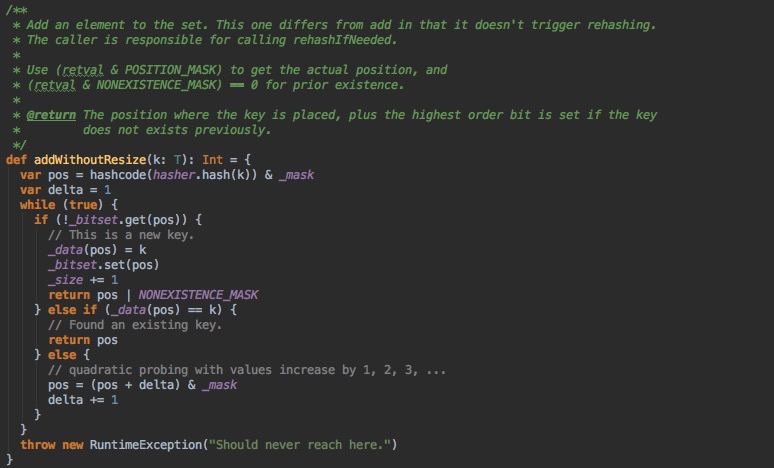 /**
 * Add an element to the set. This one differs from add in that it doesn't trigger rehashing.
 * The caller is responsible for calling rehashIfNeeded.
 *
 * Use (retval & POSITION_MASK) to get the actual position, and
 * (retval & NONEXISTENCE_MASK) == 0 for prior existence.
 *
 * @return The position where the key is placed, plus the highest order bit is set if the key
 *         does not exists previously.
 */
def addWithoutResize(k: T): Int = {
  var pos = hashcode(hasher.hash(k)) & _mask
  var delta = 1
  while (true) {
    if (!_bitset.get(pos)) {
      // This is a new key.
      _data(pos) = k
      _bitset.set(pos)
      _size += 1
      return pos | NONEXISTENCE_MASK
    } else if (_data(pos) == k) {
      // Found an existing key.
      return pos
    } else {
      // quadratic probing with values increase by 1, 2, 3, ...
      pos = (pos + delta) & _mask
      delta += 1
    }
  }
  throw new RuntimeException("Should never reach here.")
}